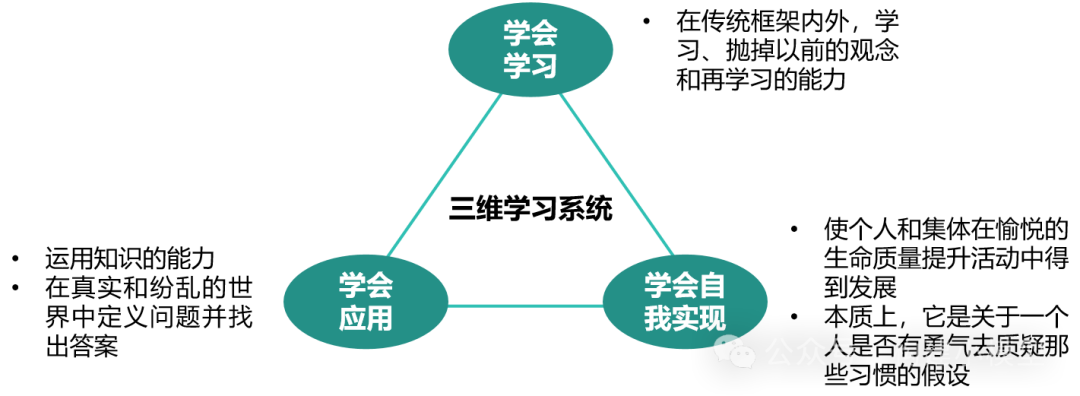 学会
学习
• 在传统框架内外，学
习、抛掉以前的观念
和再学习的能力
三维学习系统
• 运用知识的能力
• 在真实和纷乱的世
界中定义问题并找
出答案
学会
应用
学会自
我实现
• 使个人和集体在愉悦的
生命质量提升活动中得
到发展
• 本质上，它是关于一个
人是否有勇气去质疑那
些习惯的假设
公众